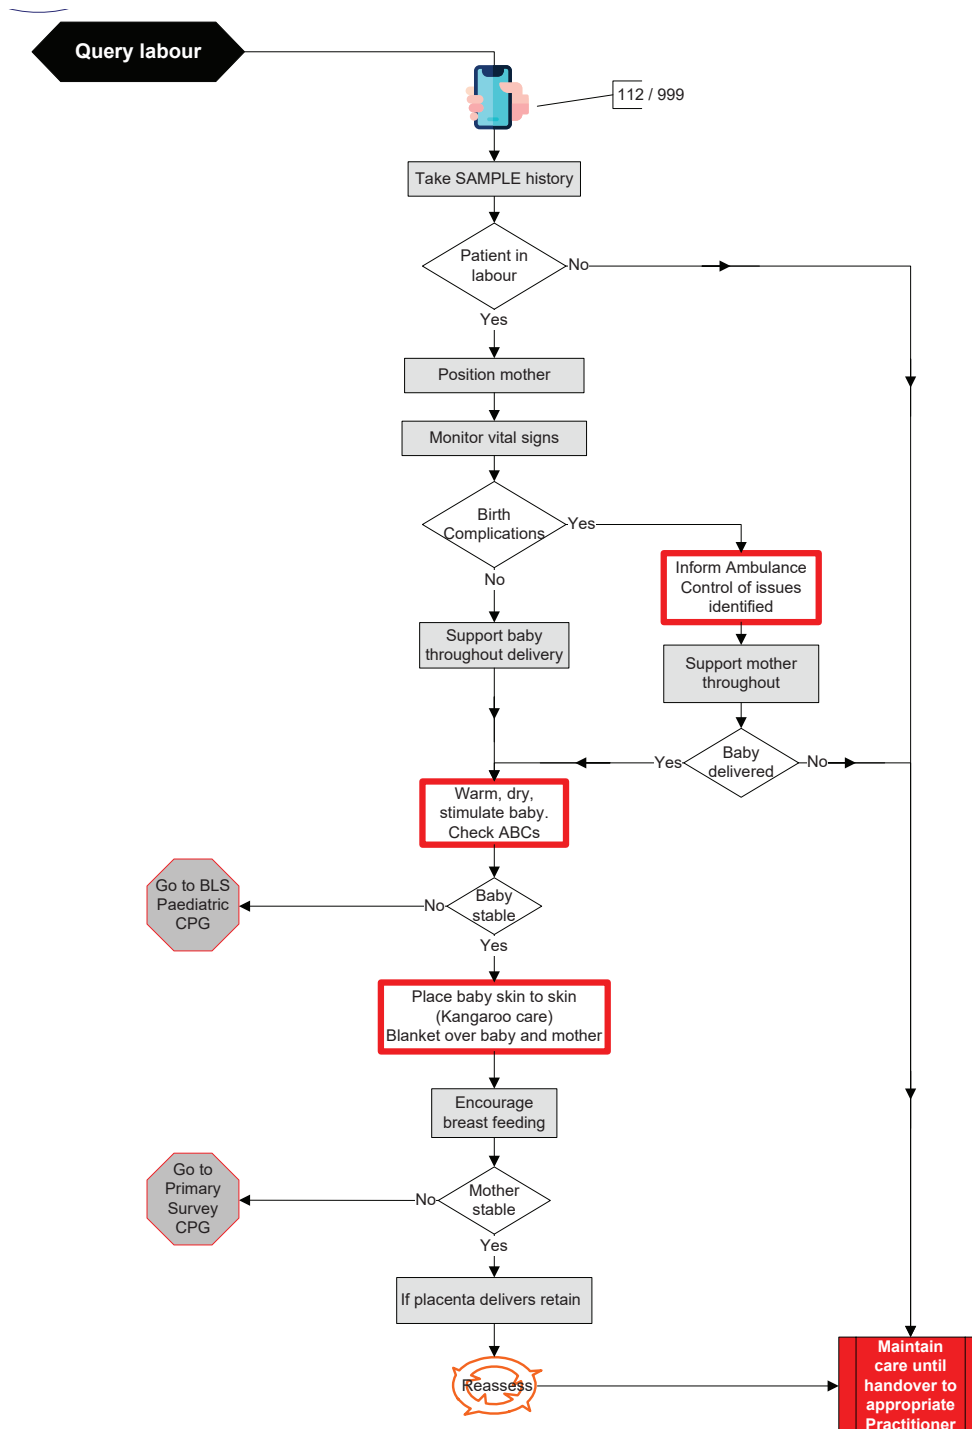 Query labour
112 / 999
Take SAMPLE history
Patient in
labour
No
Yes
Position mother
Monitor vital signs
Birth
Complications
Yes
No
Inform Ambulance
Control of issues
identified
Support baby
throughout delivery
Support mother
throughout
Baby
delivered
Yes
No
Warm, dry,
stimulate baby.
Check ABCs
Baby
stable
No
Go to BLS
Paediatric
CPG
Yes
Place baby skin to skin
(Kangaroo care)
Blanket over baby and mother
Encourage
breast feeding
Mother
stable
No
Go to
Primary
Survey
CPG
Yes
If placenta delivers retain
Reassess
Maintain
care until
handover to
appropriate
Practitioner